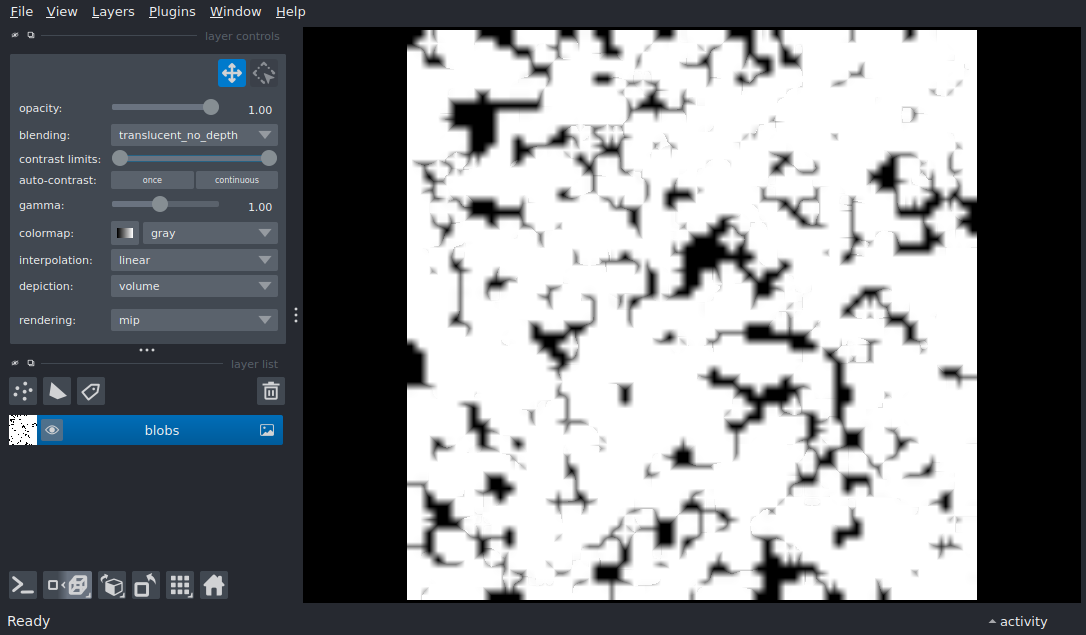 File View Layers Plugins Window Help
layer controls
opacity: 1.00
blending: translucent_no_depth
contrast limits:
auto-contrast: once continuous
gamma: 1.00
colormap: gray
interpolation: linear
depiction: volume
rendering: mip
layer list
blobs
Ready activity